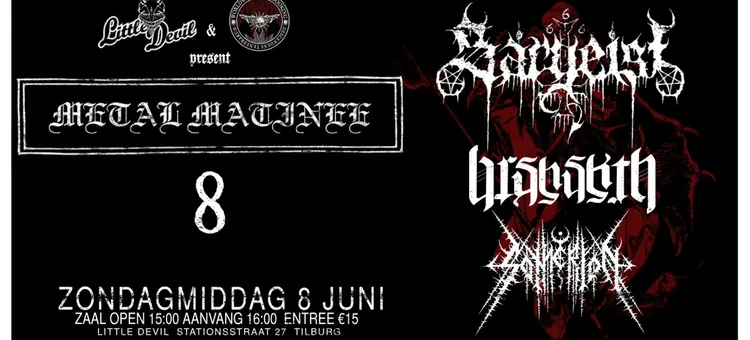 Little Devil &
present
METAL MATINEE
8
ZONDAGMIDDAG 8 JUNI
ZAAL OPEN 15:00 AANVANG 16:00 ENTREE €15
LITTLE DEVIL STATIONSSTRAAT 27 TILBURG
666
Sargeist